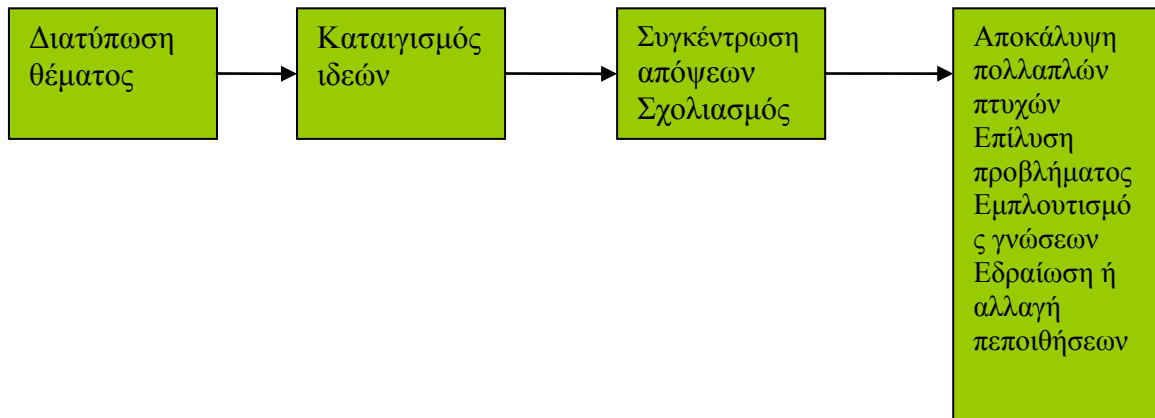 Διατύπωση
θέματος
Καταιγισμός
ιδεών
Συγκέντρωση
απόψεων
Σχολιασμός
Αποκάλυψη
πολλαπλών
πτυχών
Επίλυση
προβλήματος
Εμπλουτισμό
ς γνώσεων
Εδραίωση ή
αλλαγή
πεποιθήσεων